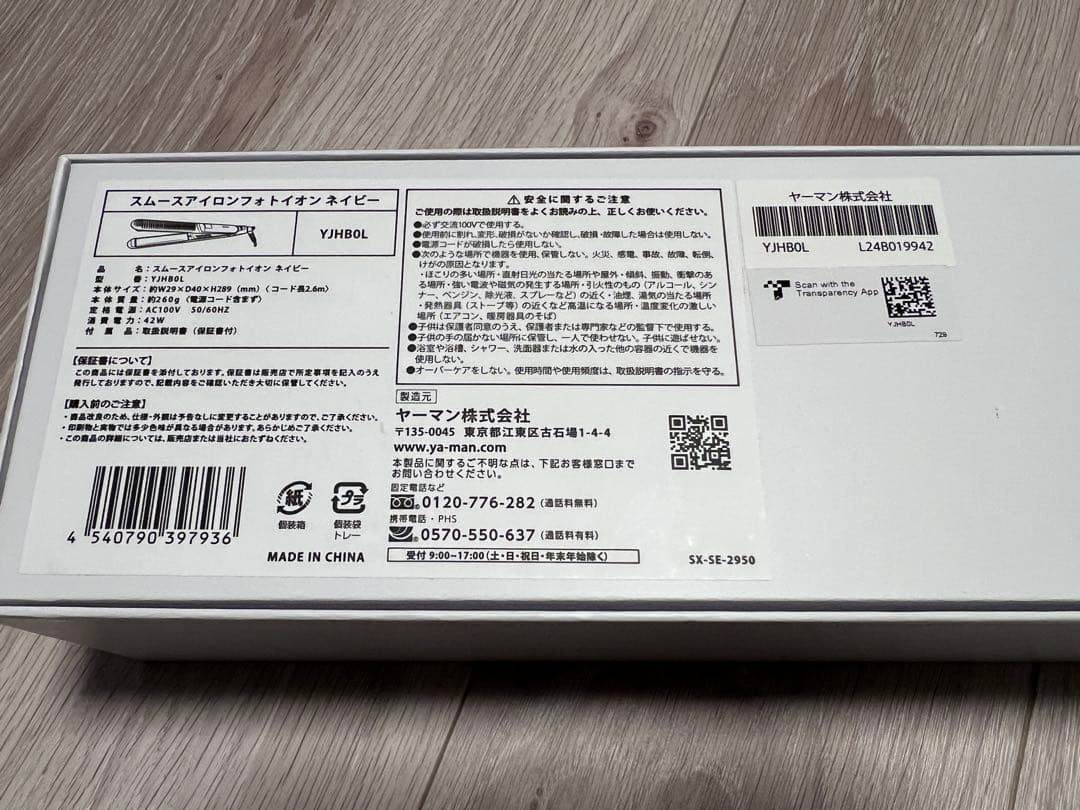 スムースアイロンフォトイオン ネイビー
YJHB0L
品　名：スムースアイロンフォトイオン ネイビー
型　番：YJHB0L
本体サイズ：約W29×D40×H289（mm）〈コード長2.6m〉
本体質量：約260g（電源コード含まず）
定格電源：AC100V 50/60HZ
消費電力：42W
付属品：取扱説明書（保証書付）
【保証書について】
この商品には保証書を添付しております。保証書は販売店で所定事項を記入のうえ
発行しておりますので、記載内容をご確認いただき大切に保管してください。
【購入前のご注意】
・商品改良のため、仕様・外観は予告なしに変更することがありますので、ご了承ください。
・印刷物と実物では多少色味が異なる場合があります。あらかじめご了承ください。
・この商品の詳細については、販売店または当社におたずねください。
4 540790 397936
紙
個装箱
プラ
個装袋
トレー
MADE IN CHINA
⚠安全に関するご注意
ご使用の際は取扱説明書をよくお読みの上、正しくお使いください。
●必ず交流100Vで使用する。
●使用前に割れ、変形、破損がないか確認し、破損・故障した場合は使用しない。
●電源コードが破損したら使用しない。
●次のような場所で機器を使用、保管しない。火災、感電、事故、故障、転倒、
けがの原因となります。
・ほこりの多い場所・直射日光の当たる場所や屋外・傾斜、振動、衝撃のあ
る場所・強い電波や磁気の発生する場所・引火性のもの（アルコール、シン
ナー、ベンジン、除光液、スプレーなど）の近く・油煙、湯気の当たる場所
・発熱器具（ストーブ等）の近くなど高温になる場所・温度変化の激しい
場所（エアコン、暖房器具のそば）
●子供は保護者同意のうえ、保護者または専門家などの監督下で使用する。
●子供の手の届かない場所に保管し、一人で使わせない。子供に遊ばせない。
●浴室や浴槽、シャワー、洗面器または水の入った他の容器の近くで機器を
使用しない。
●オーバーケアをしない。使用時間や使用頻度は、取扱説明書の指示を守る。
製造元
ヤーマン株式会社
〒135-0045 東京都江東区古石場1-4-4
www.ya-man.com
本製品に関するご不明な点は、下記お客様窓口まで
お問い合わせください。
固定電話など
0120-776-282（通話料無料）
携帯電話・PHS
0570-550-637（通話料有料）
受付 9:00~17:00（土・日・祝日・年末年始除く）
SX-SE-2950
ヤーマン株式会社
YJHB0L L24B019942
Scan with the
Transparency App
YJHB0L
729